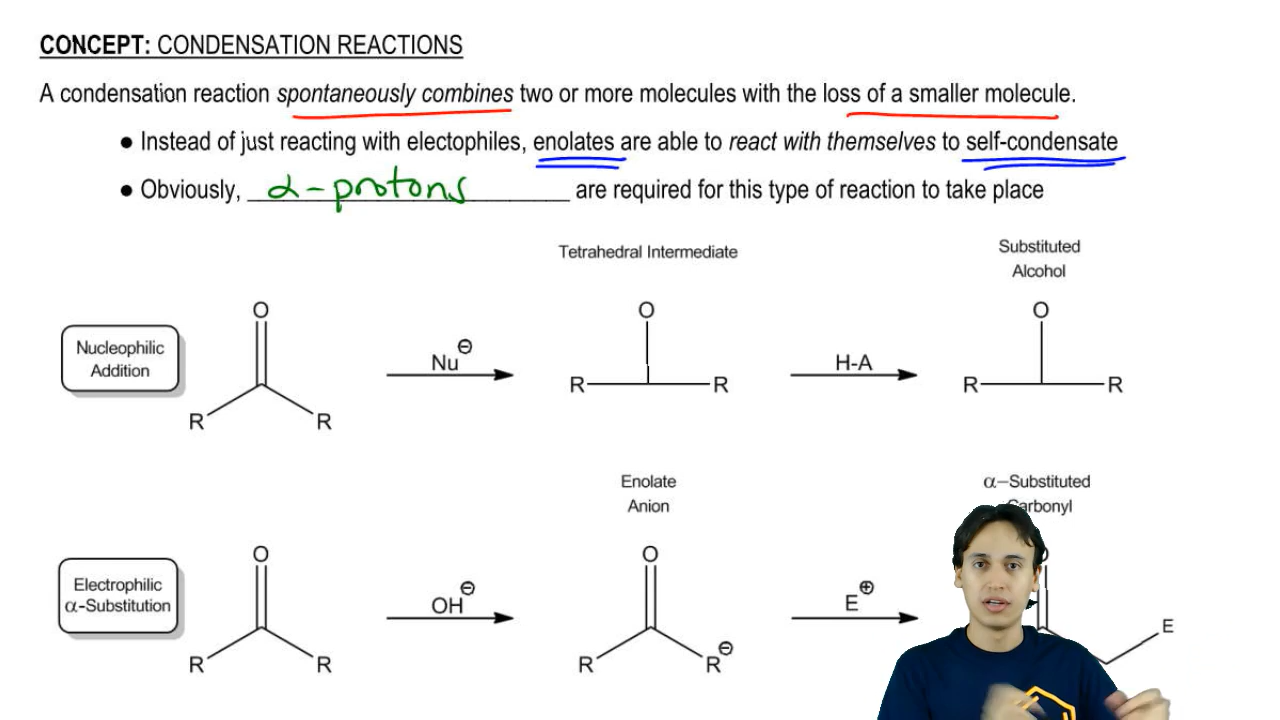 CONCEPT: CONDENSATION REACTIONS
A condensation reaction spontaneously combines two or more molecules with the loss of a smaller molecule.
● Instead of just reacting with electophiles, enolates are able to react with themselves to self-condensate
● Obviously, α-protons are required for this type of reaction to take place
Tetrahedral Intermediate
Substituted
Alcohol
Nucleophilic
Addition
O
R
R
Nu ⊖
O
R
R
H-A
O
R
R
Enolate
Anion
α–Substituted
Carbonyl
Electrophilic
α-Substitution
O
R
R
OH ⊖
O
R
R ⊖
E ⊕
E